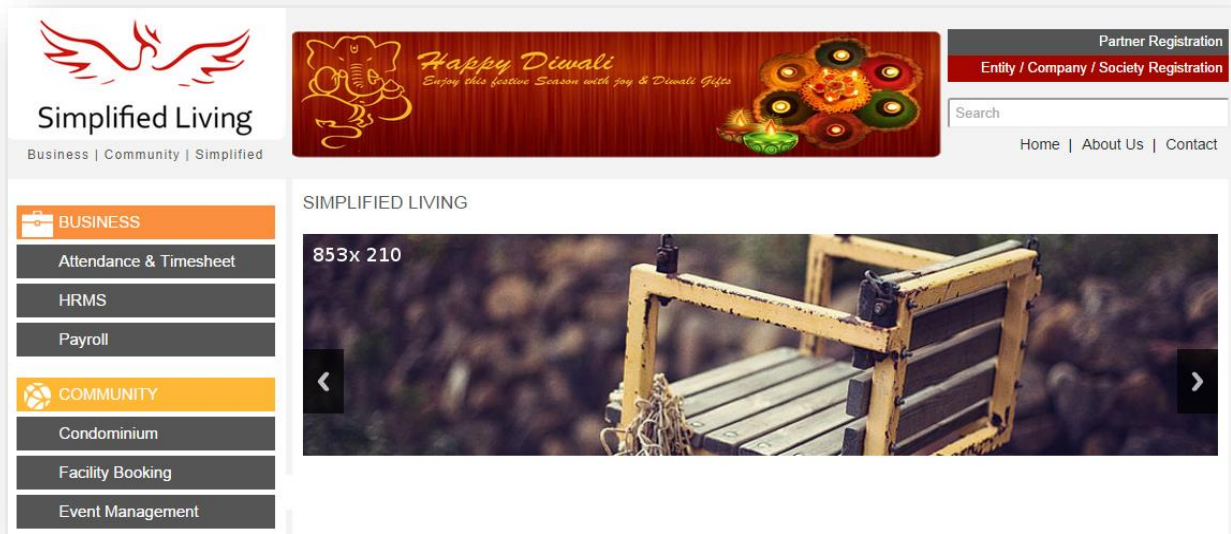 Simplified Living
Business | Community | Simplified
Happy Diwali
Enjoy this festive Season with joy & Diwali Gifts
Partner Registration
Entity / Company / Society Registration
Search
Home | About Us | Contact
BUSINESS
Attendance & Timesheet
HRMS
Payroll
COMMUNITY
Condominium
Facility Booking
Event Management
SIMPLIFIED LIVING
853x 210